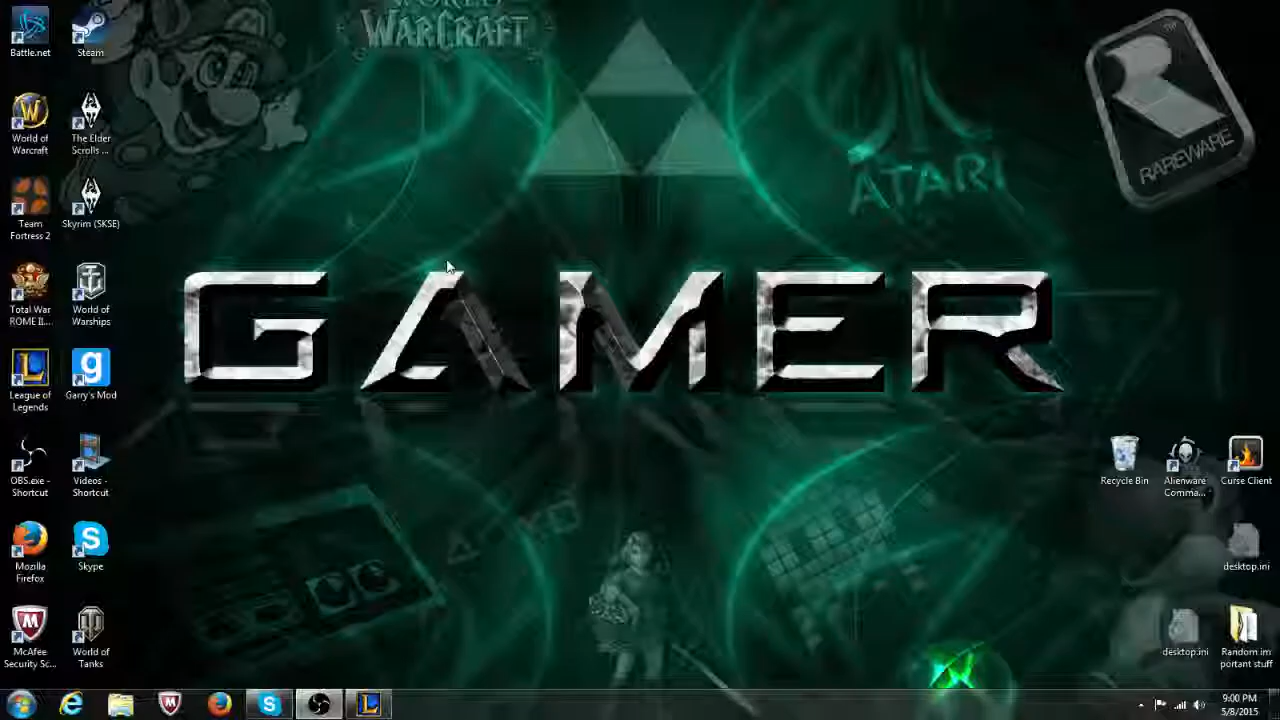 WORLD
WARCRAFT
ATARI
RAREWARE
GAMER
Battle.net
Steam
World of
Warcraft
The Elder
Scrolls ...
Team
Fortress 2
Skyrim (SKSE)
Total War
ROME II...
World of
Warships
League of
Legends
Garry's Mod
OBS.exe -
Shortcut
Videos -
Shortcut
Mozilla
Firefox
Skype
McAfee
Security Sc...
World of
Tanks
Recycle Bin
Alienware
Comma...
Curse Client
desktop.ini
desktop.ini
Random im
portant stuff
9:00 PM
5/8/2015